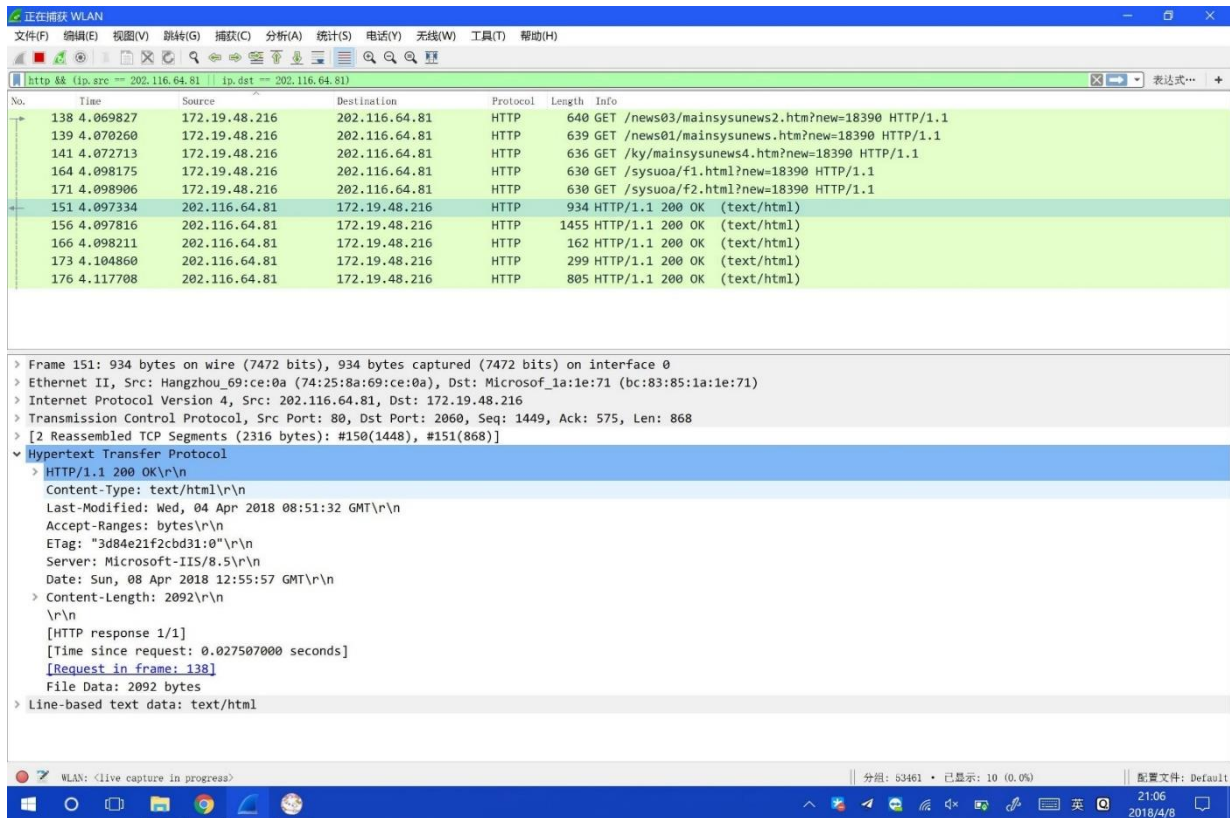 正在捕获 WLAN
文件(F) 编辑(E) 视图(V) 跳转(G) 捕获(C) 分析(A) 统计(S) 电话(Y) 无线(W) 工具(T) 帮助(H)
http && (ip.src == 202.116.64.81 || ip.dst == 202.116.64.81) 表达式… +
No. Time Source Destination Protocol Length Info
138 4.069827 172.19.48.216 202.116.64.81 HTTP 640 GET /news03/mainsysunews2.htm?new=18390 HTTP/1.1
139 4.070260 172.19.48.216 202.116.64.81 HTTP 639 GET /news01/mainsysunews.htm?new=18390 HTTP/1.1
141 4.072713 172.19.48.216 202.116.64.81 HTTP 636 GET /ky/mainsysunews4.htm?new=18390 HTTP/1.1
164 4.098175 172.19.48.216 202.116.64.81 HTTP 630 GET /sysuoa/f1.html?new=18390 HTTP/1.1
171 4.098906 172.19.48.216 202.116.64.81 HTTP 630 GET /sysuoa/f2.html?new=18390 HTTP/1.1
151 4.097334 202.116.64.81 172.19.48.216 HTTP 934 HTTP/1.1 200 OK (text/html)
156 4.097816 202.116.64.81 172.19.48.216 HTTP 1455 HTTP/1.1 200 OK (text/html)
166 4.098211 202.116.64.81 172.19.48.216 HTTP 162 HTTP/1.1 200 OK (text/html)
173 4.104860 202.116.64.81 172.19.48.216 HTTP 299 HTTP/1.1 200 OK (text/html)
176 4.117708 202.116.64.81 172.19.48.216 HTTP 805 HTTP/1.1 200 OK (text/html)
> Frame 151: 934 bytes on wire (7472 bits), 934 bytes captured (7472 bits) on interface 0
> Ethernet II, Src: Hangzhou_69:ce:0a (74:25:8a:69:ce:0a), Dst: Microsof_1a:1e:71 (bc:83:85:1a:1e:71)
> Internet Protocol Version 4, Src: 202.116.64.81, Dst: 172.19.48.216
> Transmission Control Protocol, Src Port: 80, Dst Port: 2060, Seq: 1449, Ack: 575, Len: 868
> [2 Reassembled TCP Segments (2316 bytes): #150(1448), #151(868)]
Hypertext Transfer Protocol
> HTTP/1.1 200 OK\r\n
Content-Type: text/html\r\n
Last-Modified: Wed, 04 Apr 2018 08:51:32 GMT\r\n
Accept-Ranges: bytes\r\n
ETag: "3d84e21f2cbd31:0"\r\n
Server: Microsoft-IIS/8.5\r\n
Date: Sun, 08 Apr 2018 12:55:57 GMT\r\n
> Content-Length: 2092\r\n
\r\n
[HTTP response 1/1]
[Time since request: 0.027507000 seconds]
[Request in frame: 138]
File Data: 2092 bytes
> Line-based text data: text/html
WLAN: <live capture in progress> 分组: 53461 · 已显示: 10 (0.0%) 配置文件: Default
英
21:06
2018/4/8